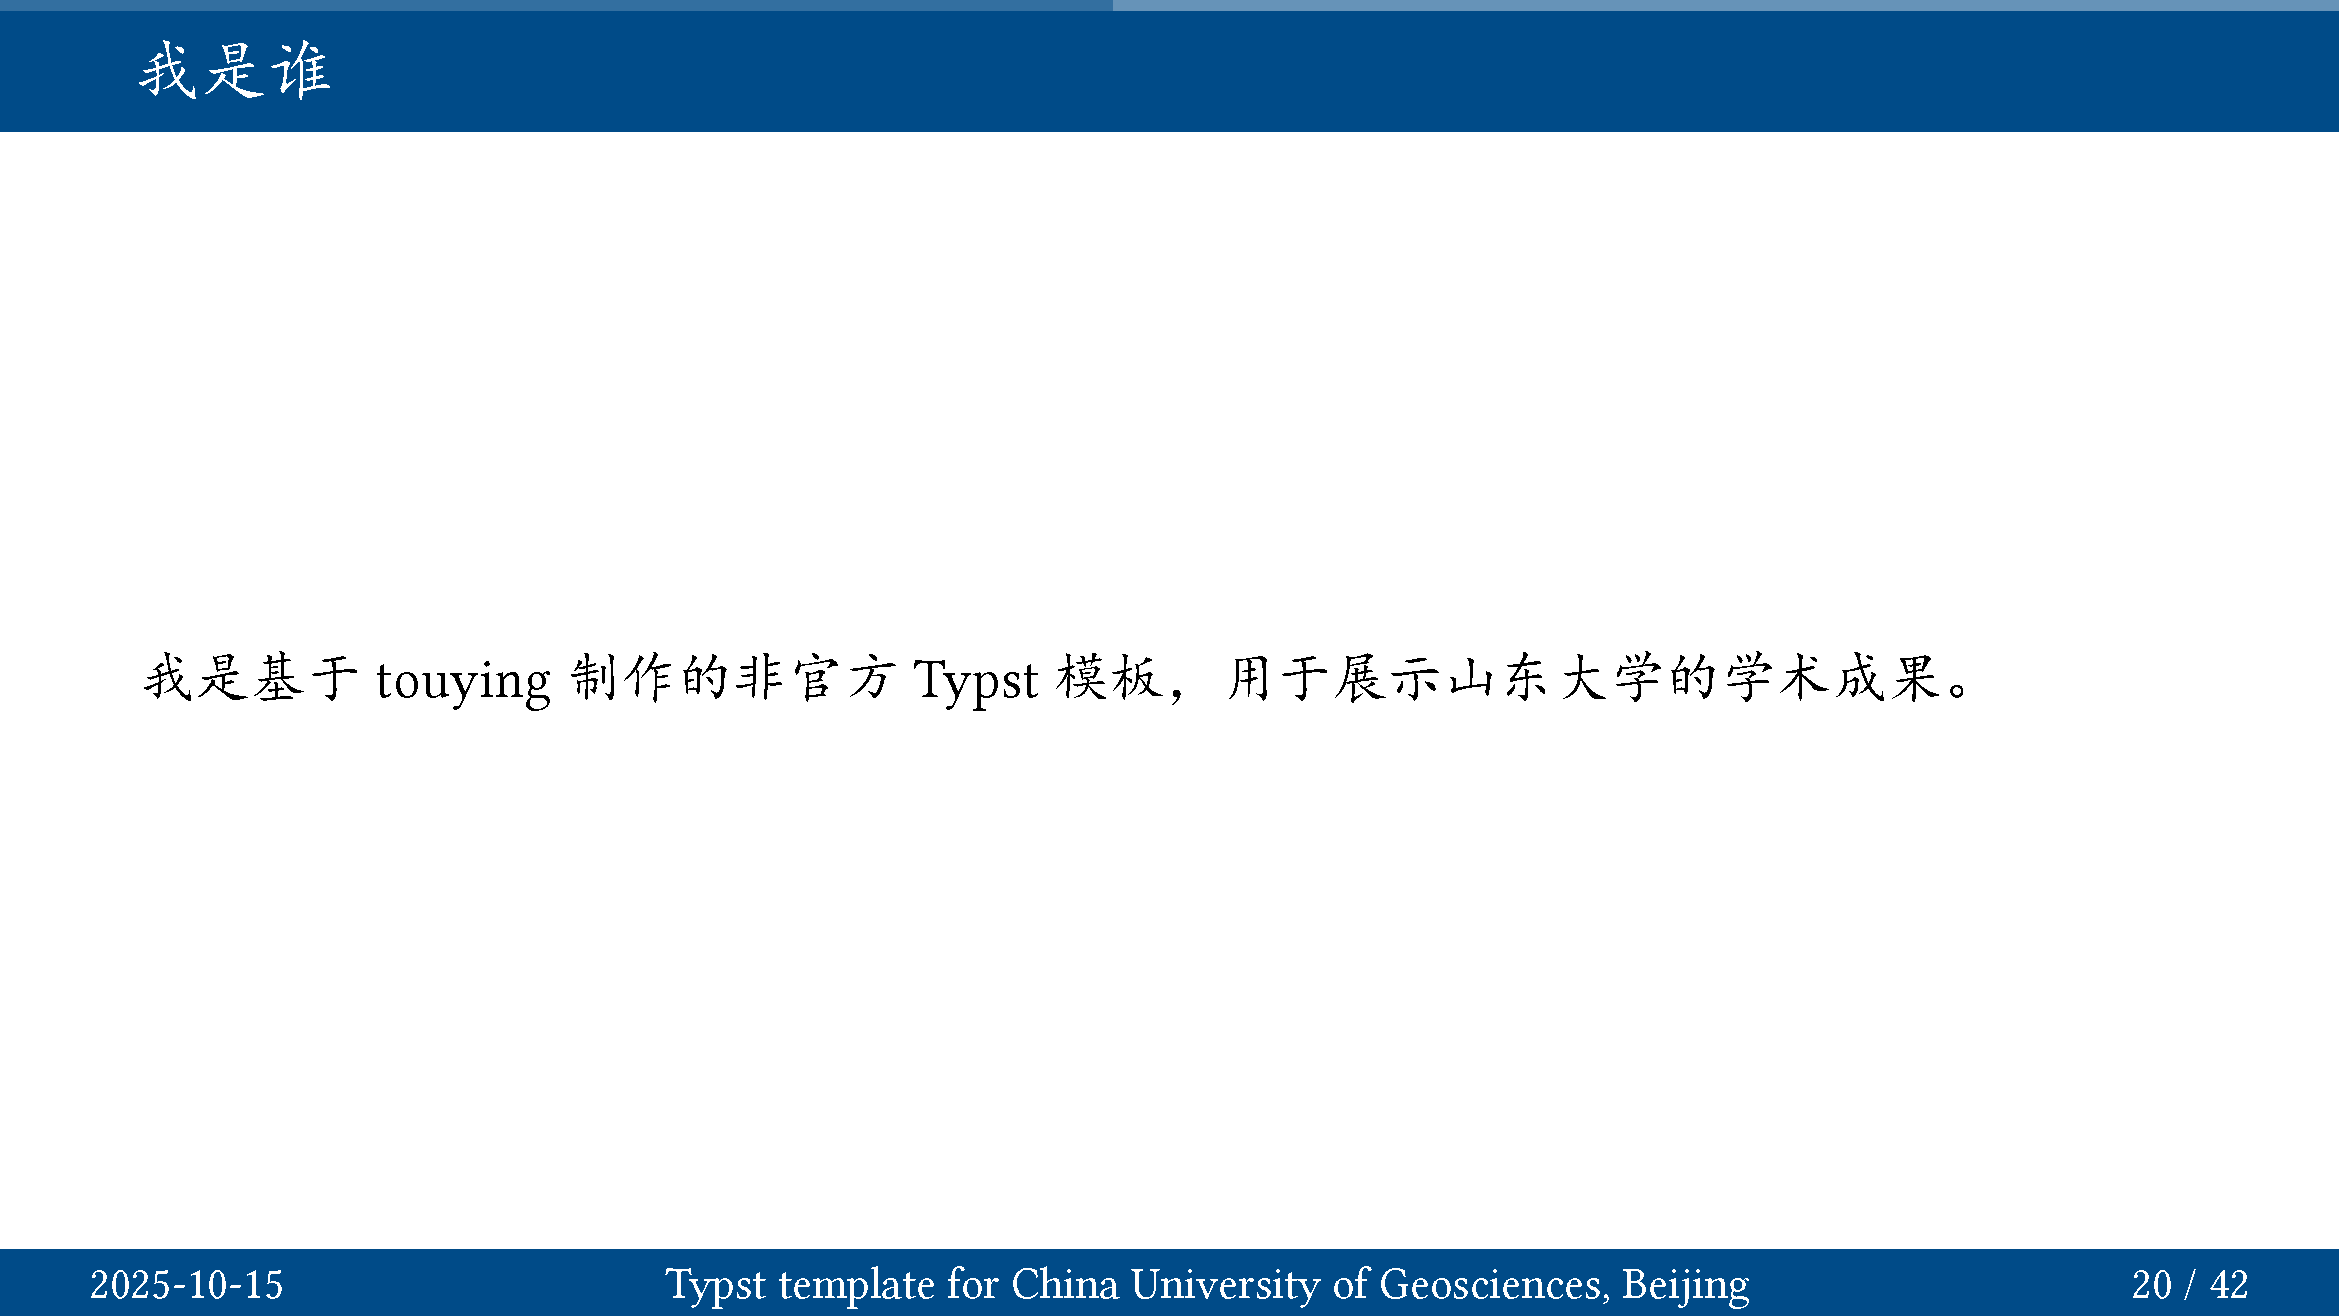 我是谁
我是基于 touying 制作的非官方 Typst 模板，用于展示山东大学的学术成果。
2025-10-15
Typst template for China University of Geosciences, Beijing
20 / 42